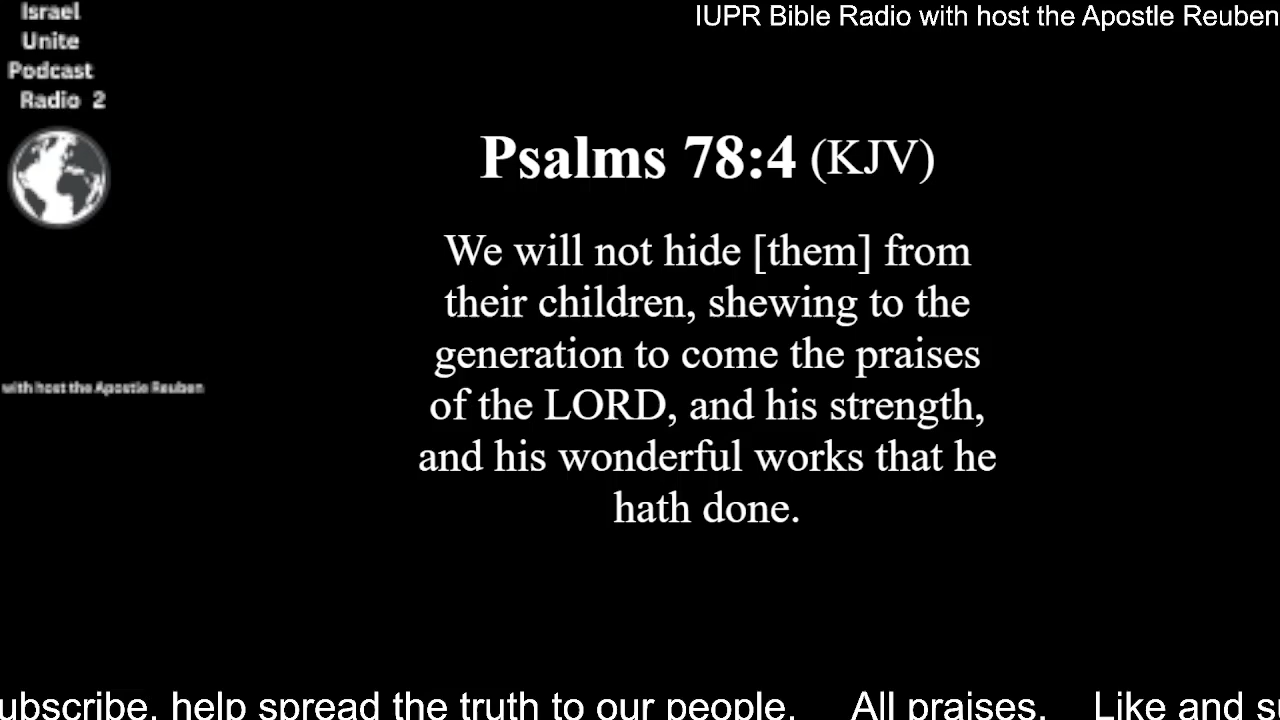 Israel
Unite
Podcast
Radio 2
IUPR Bible Radio with host the Apostle Reuben
Psalms 78:4 (KJV)
We will not hide [them] from
their children, shewing to the
generation to come the praises
of the LORD, and his strength,
and his wonderful works that he
hath done.
with host the Apostle Reuben
ubscribe, help spread the truth to our people. All praises. Like and s